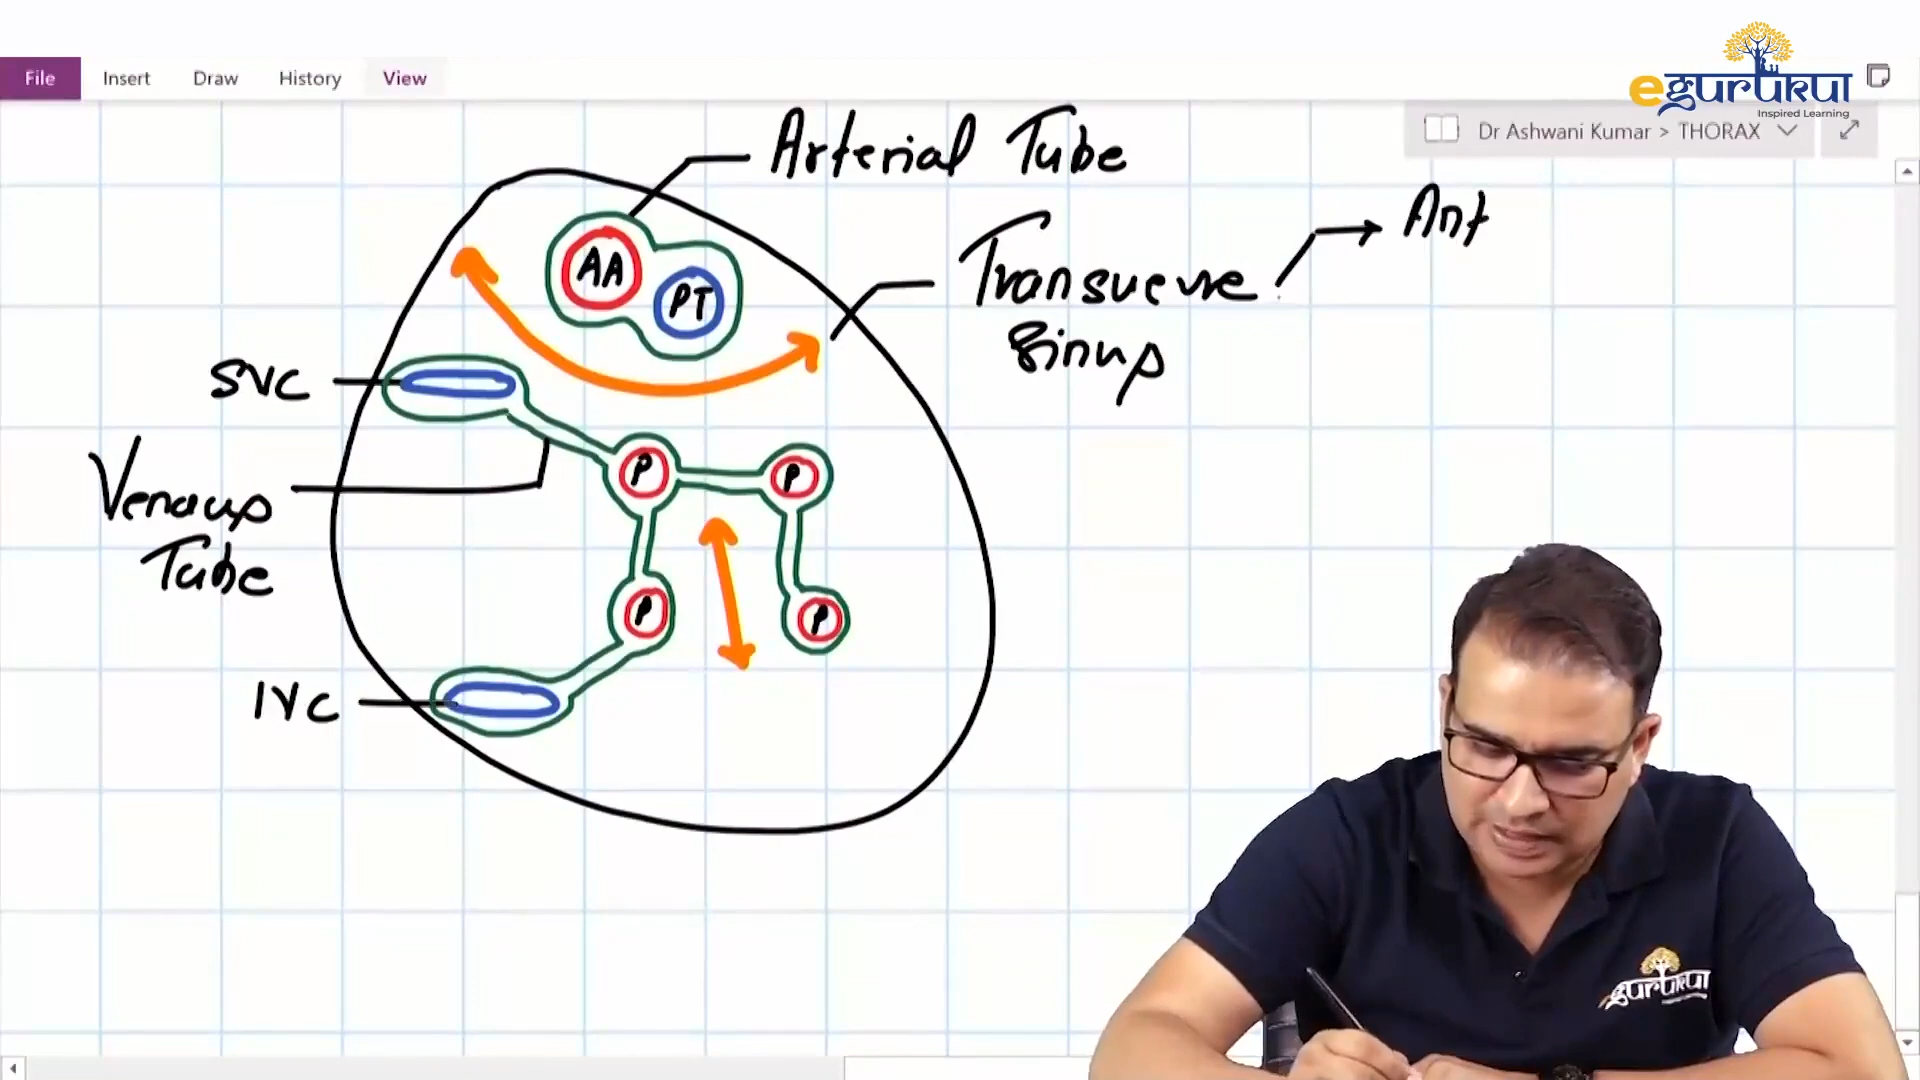 egurukul
Inspired Learning
File Insert Draw History View
Dr Ashwani Kumar > THORAX
Arterial Tube
Ant
Transverse
Sinus
AA
PT
SVC
Venous
Tube
P
P
P
P
IVC
gurukul